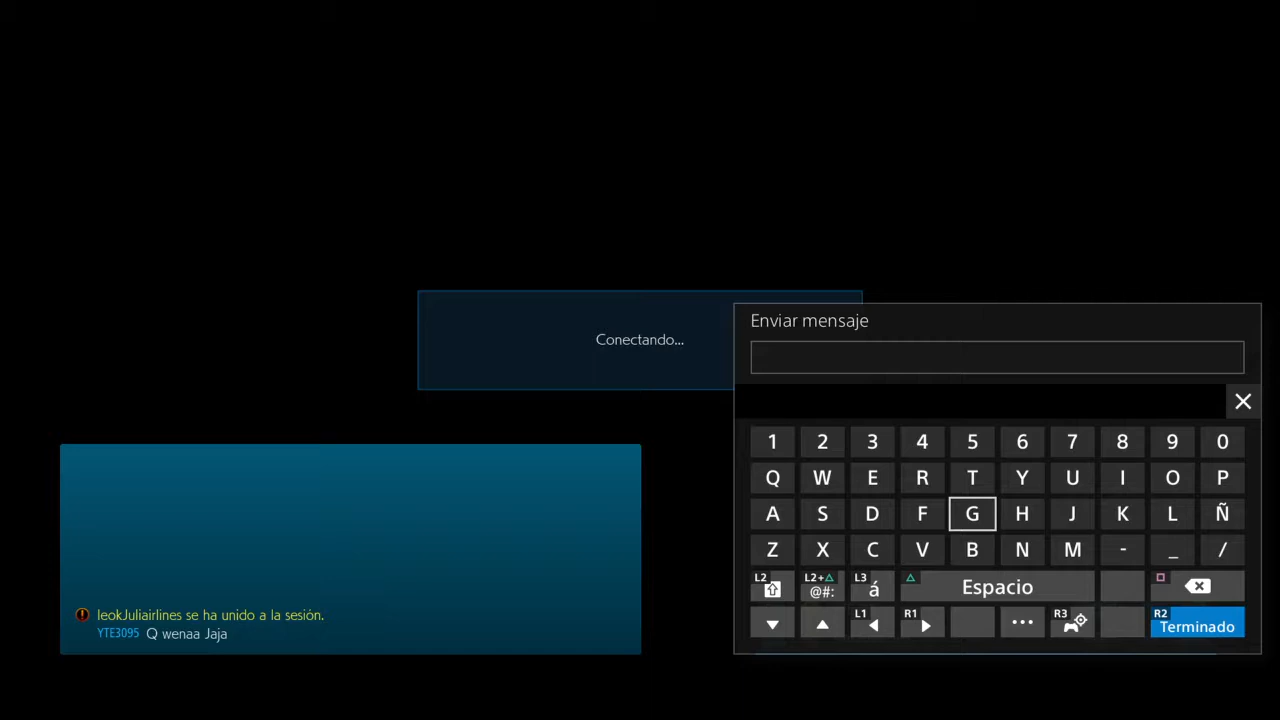 Conectando...
Enviar mensaje
1 2 3 4 5 6 7 8 9 0
Q W E R T Y U I O P
A S D F G H J K L Ñ
Z X C V B N M - _ /
L2 L2+△ @#: L3 á △ Espacio □
L1 R1 ... R3 R2 Terminado
leokJuliairlines se ha unido a la sesión.
YTE3095 Q wenaa Jaja